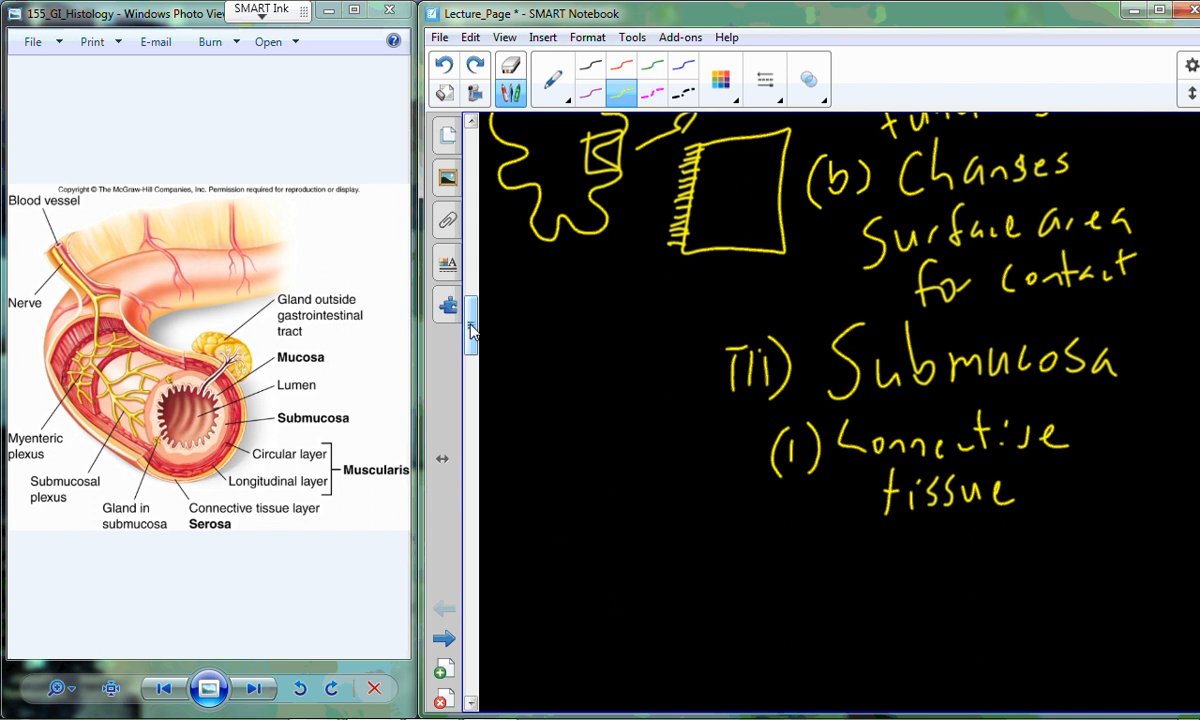 155_GI_Histology - Windows Photo View
SMART Ink
File Print E-mail Burn Open
Copyright © The McGraw-Hill Companies, Inc. Permission required for reproduction or display.
Blood vessel
Nerve
Gland outside
gastrointestinal
tract
Mucosa
Lumen
Submucosa
Circular layer
Muscularis
Longitudinal layer
Myenteric
plexus
Submucosal
plexus
Gland in
submucosa
Connective tissue layer
Serosa
Lecture_Page * - SMART Notebook
File Edit View Insert Format Tools Add-ons Help
(b) Changes
Surface area
for contact
iii) Submucosa
(1) Connective
tissue